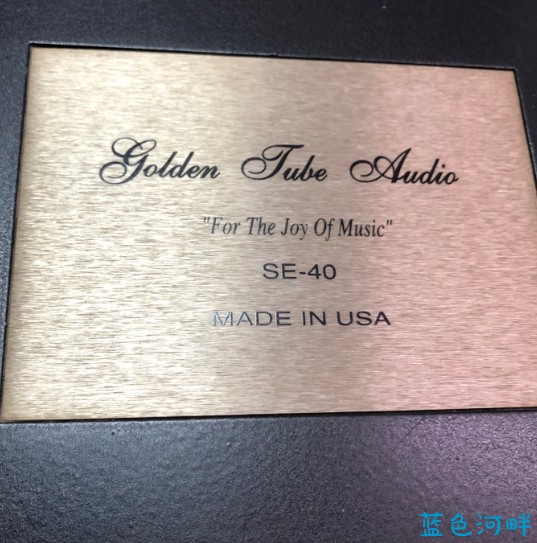 Golden Tube Audio
"For The Joy Of Music"
SE-40
MADE IN USA
蓝色河畔